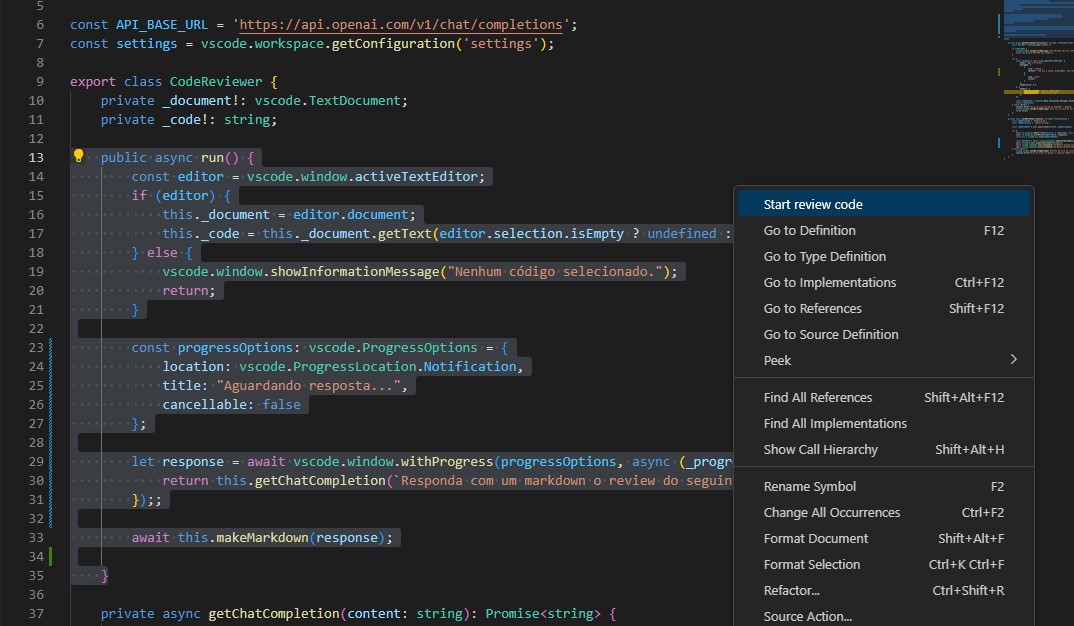 5
6 const API_BASE_URL = 'https://api.openai.com/v1/chat/completions';
7 const settings = vscode.workspace.getConfiguration('settings');
8
9 export class CodeReviewer {
10 private _document!: vscode.TextDocument;
11 private _code!: string;
12
13 public async run() {
14 const editor = vscode.window.activeTextEditor;
15 if (editor) {
16 this._document = editor.document;
17 this._code = this._document.getText(editor.selection.isEmpty ? undefined :
18 } else {
19 vscode.window.showInformationMessage("Nenhum código selecionado.");
20 return;
21 }
22
23 const progressOptions: vscode.ProgressOptions = {
24 location: vscode.ProgressLocation.Notification,
25 title: "Aguardando resposta...",
26 cancellable: false
27 };
28
29 let response = await vscode.window.withProgress(progressOptions, async (_progr
30 return this.getChatCompletion(`Responda com um markdown o review do seguin
31 });;
32
33 await this.makeMarkdown(response);
34
35 }
36
37 private async getChatCompletion(content: string): Promise<string> {
Start review code
Go to Definition F12
Go to Type Definition
Go to Implementations Ctrl+F12
Go to References Shift+F12
Go to Source Definition
Peek
Find All References Shift+Alt+F12
Find All Implementations
Show Call Hierarchy Shift+Alt+H
Rename Symbol F2
Change All Occurrences Ctrl+F2
Format Document Shift+Alt+F
Format Selection Ctrl+K Ctrl+F
Refactor... Ctrl+Shift+R
Source Action...